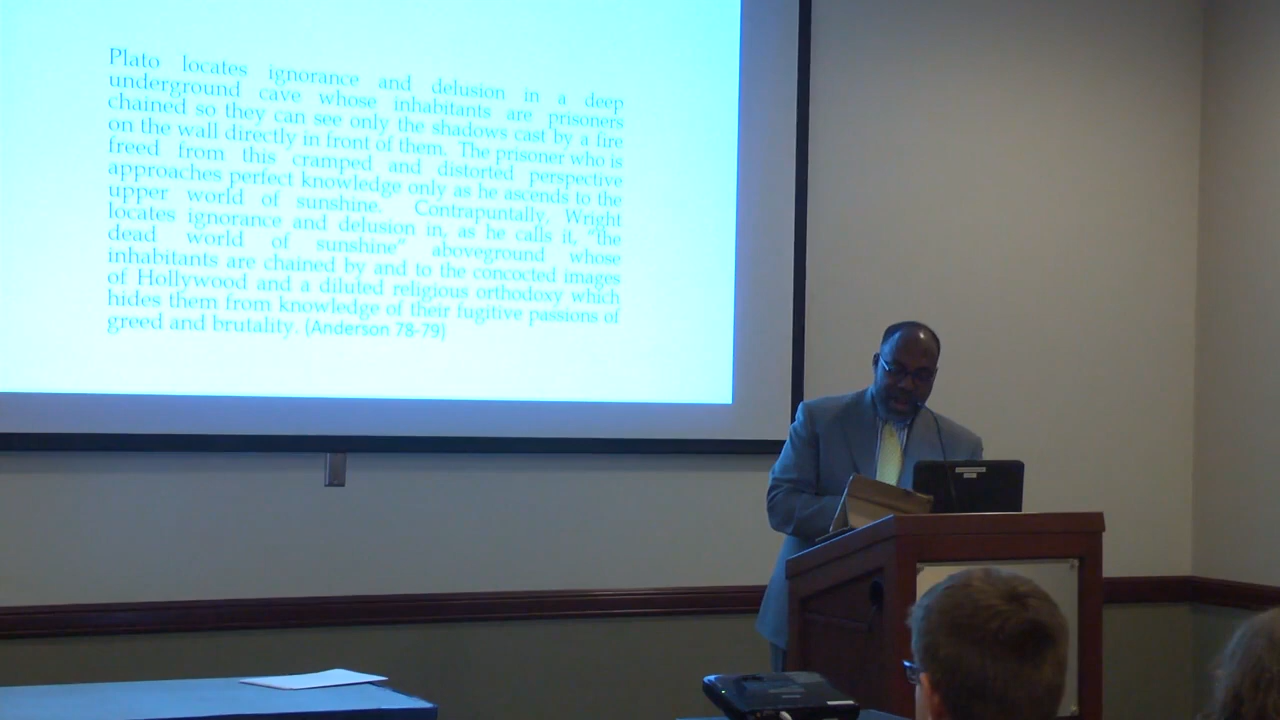 Plato locates ignorance and delusion in a deep
underground cave whose inhabitants are prisoners
chained so they can see only the shadows cast by a fire
on the wall directly in front of them. The prisoner who is
freed from this cramped and distorted perspective
approaches perfect knowledge only as he ascends to the
upper world of sunshine. Contrapuntally, Wright
locates ignorance and delusion in, as he calls it, “the
dead world of sunshine” aboveground whose
inhabitants are chained by and to the concocted images
of Hollywood and a diluted religious orthodoxy which
hides them from knowledge of their fugitive passions of
greed and brutality. (Anderson 78-79)